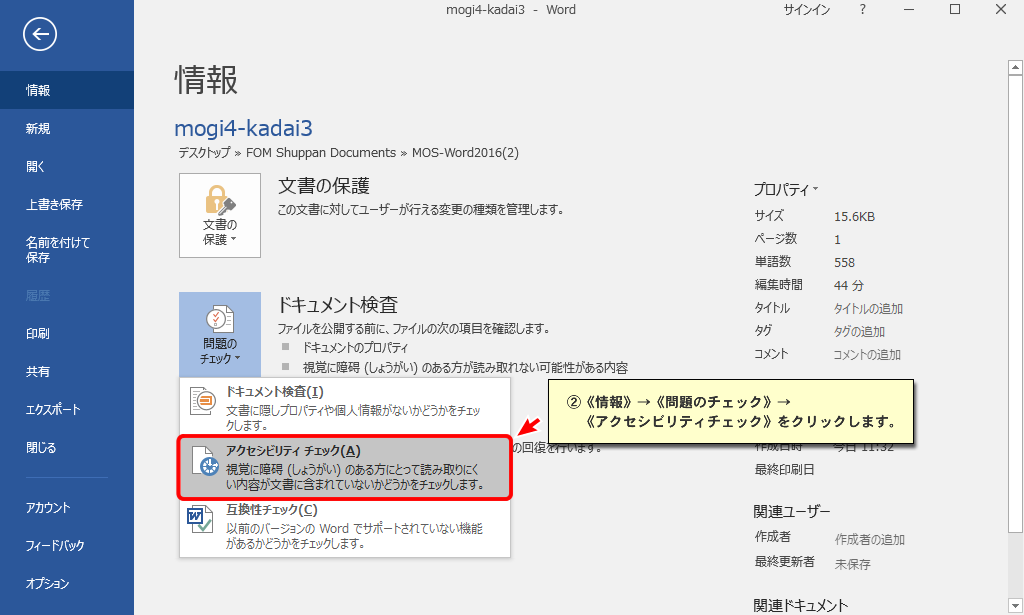 mogi4-kadai3 - Word
サインイン
?
情報
新規
開く
上書き保存
名前を付けて
保存
履歴
印刷
共有
エクスポート
閉じる
アカウント
フィードバック
オプション
情報
mogi4-kadai3
デスクトップ » FOM Shuppan Documents » MOS-Word2016(2)
文書の
保護
文書の保護
この文書に対してユーザーが行える変更の種類を管理します。
問題の
チェック
ドキュメント検査
ファイルを公開する前に、ファイルの次の項目を確認します。
ドキュメントのプロパティ
視覚に障碍 (しょうがい) のある方が読み取れない可能性がある内容
ドキュメント検査(I)
文書に隠しプロパティや個人情報がないかどうかをチェッ
クします。
アクセシビリティ チェック(A)
視覚に障碍 (しょうがい) のある方にとって読み取りにく
い内容が文書に含まれていないかどうかをチェックします。
互換性チェック(C)
以前のバージョンの Word でサポートされていない機能
があるかどうかをチェックします。
の回復を行います。
②《情報》→《問題のチェック》→
《アクセシビリティチェック》をクリックします。
プロパティ
サイズ 15.6KB
ページ数 1
単語数 558
編集時間 44 分
タイトル タイトルの追加
タグ タグの追加
コメント コメントの追加
作成日時 今日 11:32
最終印刷日
関連ユーザー
作成者 作成者の追加
最終更新者 未保存
関連ドキュメント